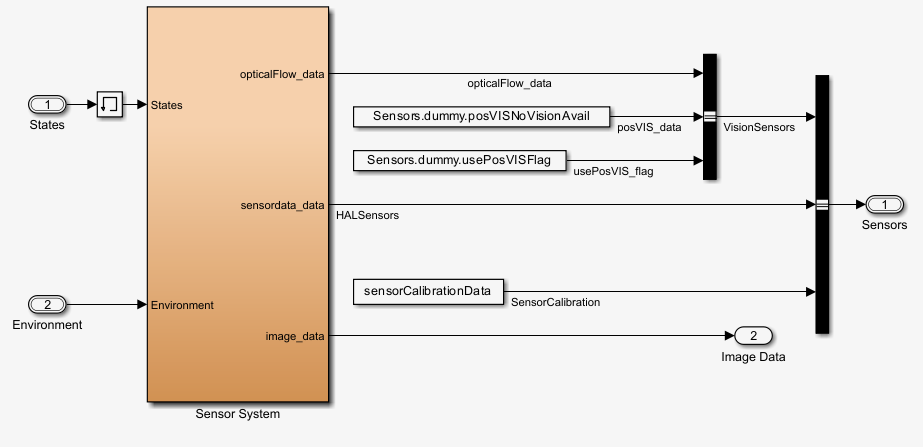 opticalFlow_data
opticalFlow_data
1
States
States
Sensors.dummy.posVISNoVisionAvail
posVIS_data
VisionSensors
Sensors.dummy.usePosVISFlag
usePosVIS_flag
sensordata_data
HALSensors
1
Sensors
sensorCalibrationData
SensorCalibration
2
Environment
Environment
image_data
2
Image Data
Sensor System